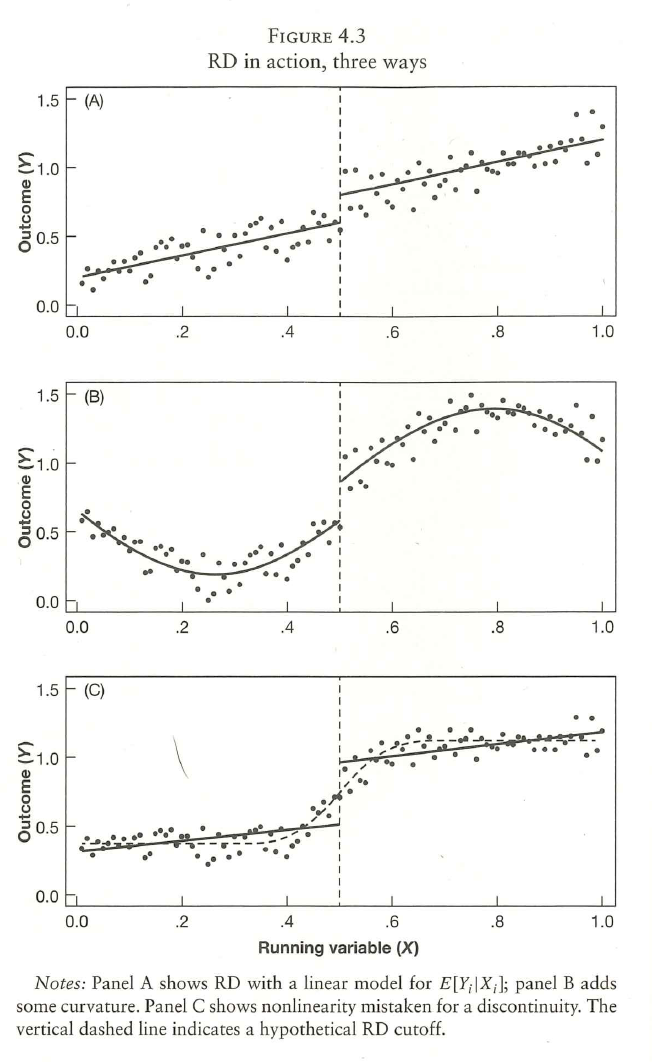 FIGURE 4.3
RD in action, three ways
(A)
Outcome (Y)
1.5
1.0
0.5
0.0
0.0 .2 .4 .6 .8 1.0
(B)
Outcome (Y)
1.5
1.0
0.5
0.0
0.0 .2 .4 .6 .8 1.0
(C)
Outcome (Y)
1.5
1.0
0.5
0.0
0.0 .2 .4 .6 .8 1.0
Running variable (X)
Notes: Panel A shows RD with a linear model for E[Yᵢ|Xᵢ]; panel B adds
some curvature. Panel C shows nonlinearity mistaken for a discontinuity. The
vertical dashed line indicates a hypothetical RD cutoff.